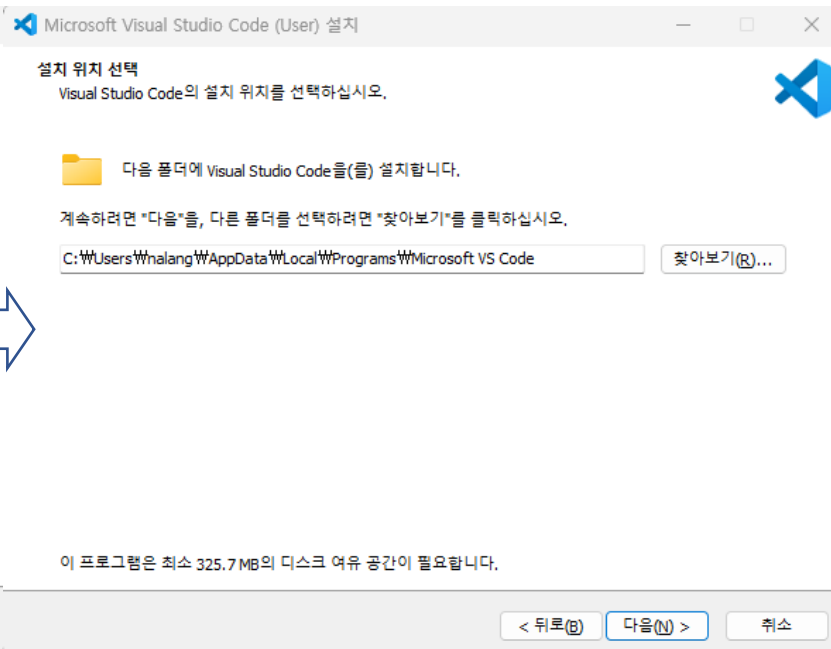 Microsoft Visual Studio Code (User) 설치
설치 위치 선택
Visual Studio Code의 설치 위치를 선택하십시오.
다음 폴더에 Visual Studio Code을(를) 설치합니다.
계속하려면 "다음"을, 다른 폴더를 선택하려면 "찾아보기"를 클릭하십시오.
C:₩Users₩nalang₩AppData₩Local₩Programs₩Microsoft VS Code
찾아보기(R)...
이 프로그램은 최소 325.7 MB의 디스크 여유 공간이 필요합니다.
< 뒤로(B) 다음(N) > 취소